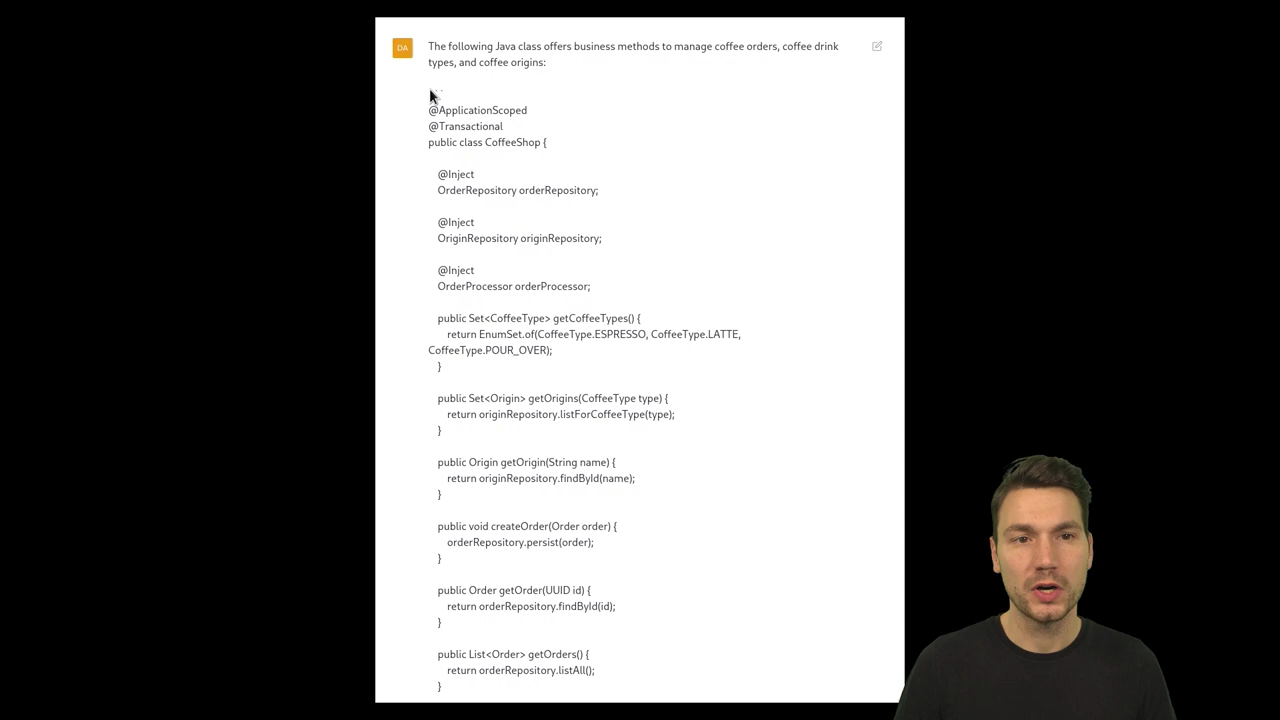 DA
The following Java class offers business methods to manage coffee orders, coffee drink
types, and coffee origins:
@ApplicationScoped
@Transactional
public class CoffeeShop {
@Inject
OrderRepository orderRepository;
@Inject
OriginRepository originRepository;
@Inject
OrderProcessor orderProcessor;
public Set<CoffeeType> getCoffeeTypes() {
return EnumSet.of(CoffeeType.ESPRESSO, CoffeeType.LATTE,
CoffeeType.POUR_OVER);
}
public Set<Origin> getOrigins(CoffeeType type) {
return originRepository.listForCoffeeType(type);
}
public Origin getOrigin(String name) {
return originRepository.findById(name);
}
public void createOrder(Order order) {
orderRepository.persist(order);
}
public Order getOrder(UUID id) {
return orderRepository.findById(id);
}
public List<Order> getOrders() {
return orderRepository.listAll();
}